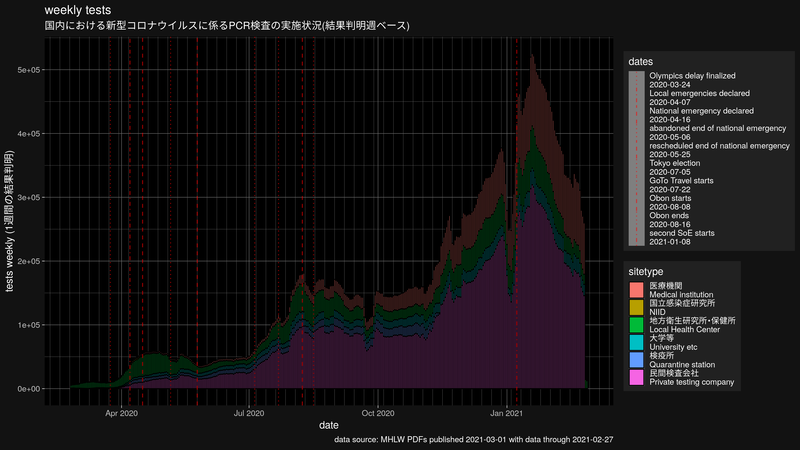 weekly tests
国内における新型コロナウイルスに係るPCR検査の実施状況(結果判明週ベース)
tests weekly (1週間の結果判明)
5e+05
4e+05
3e+05
2e+05
1e+05
0e+00
Apr 2020
Jul 2020
Oct 2020
Jan 2021
date
data source: MHLW PDFs published 2021-03-01 with data through 2021-02-27
dates
Olympics delay finalized
2020-03-24
Local emergencies declared
2020-04-07
National emergency declared
2020-04-16
abandoned end of national emergency
2020-05-06
rescheduled end of national emergency
2020-05-25
Tokyo election
2020-07-05
GoTo Travel starts
2020-07-22
Obon starts
2020-08-08
Obon ends
2020-08-16
second SoE starts
2021-01-08
sitetype
医療機関
Medical institution
国立感染症研究所
NIID
地方衛生研究所・保健所
Local Health Center
大学等
University etc
検疫所
Quarantine station
民間検査会社
Private testing company